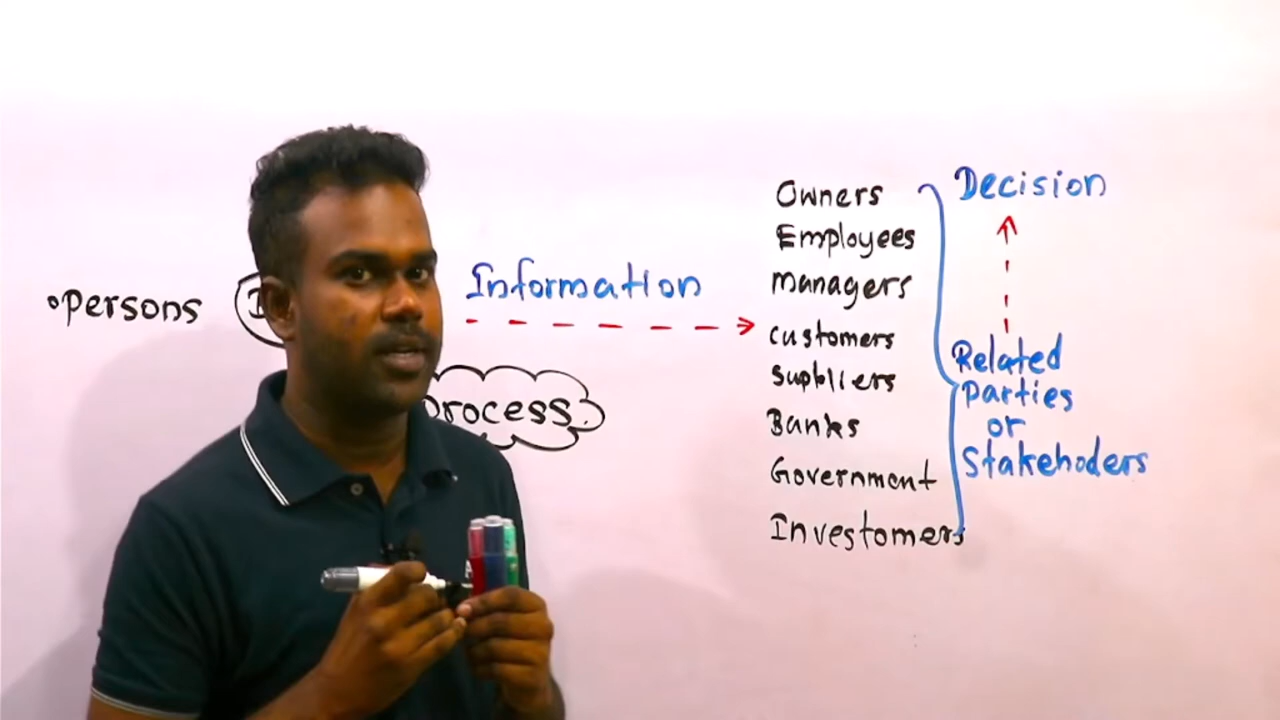 Persons
Information
process.
Owners
Employees
managers
customers
Suppliers
Banks
Government
Investomers
Decision
Related
Parties
or
Stakehoders